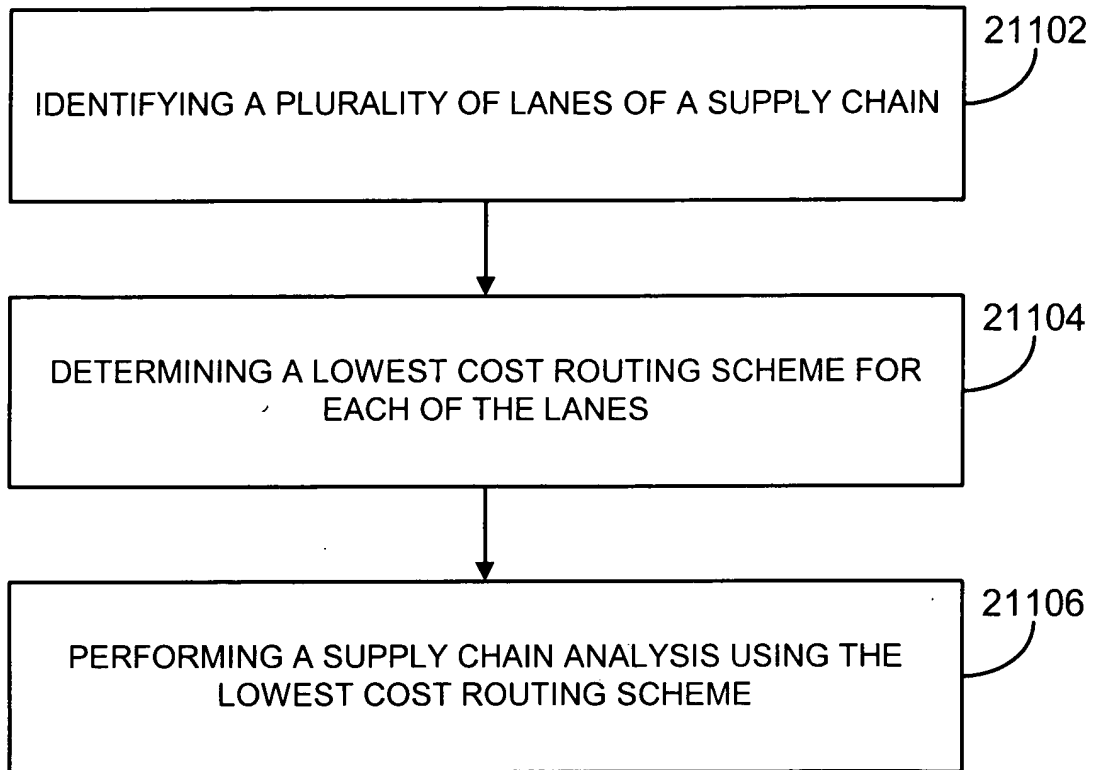 21102
IDENTIFYING A PLURALITY OF LANES OF A SUPPLY CHAIN
21104
DETERMINING A LOWEST COST ROUTING SCHEME FOR
EACH OF THE LANES
21106
PERFORMING A SUPPLY CHAIN ANALYSIS USING THE
LOWEST COST ROUTING SCHEME